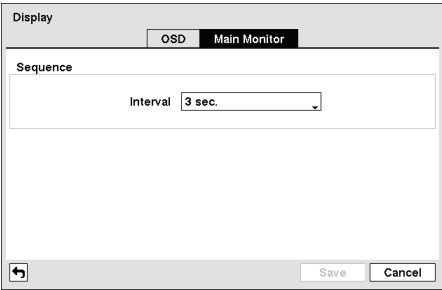 Display
OSD Main Monitor
Sequence
Interval 3 sec.
Save Cancel